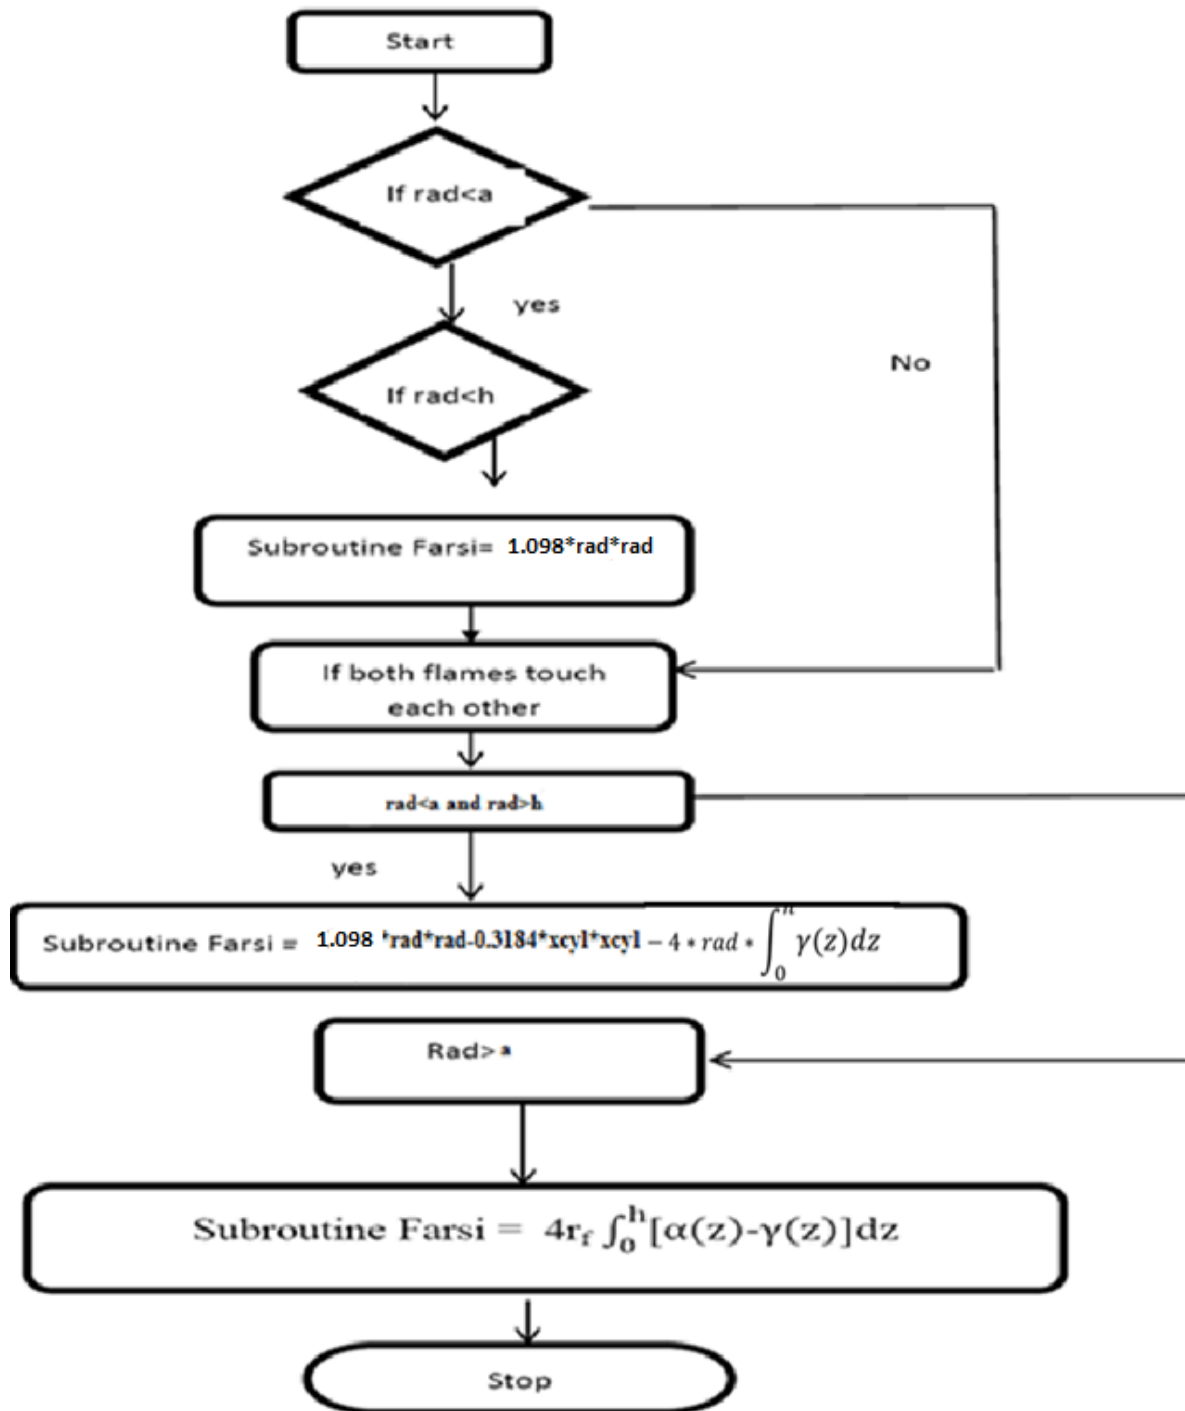 Start
If rad<a
yes
No
If rad<h
Subroutine Farsi= 1.098*rad*rad
If both flames touch
each other
rad<a and rad>h
yes
Subroutine Farsi = 1.098 *rad*rad-0.3184*xcyl*xcyl − 4 * rad * ∫₀ʰ γ(z)dz
Rad> a
Subroutine Farsi = 4r_f ∫₀ʰ[α(z)-γ(z)]dz
Stop